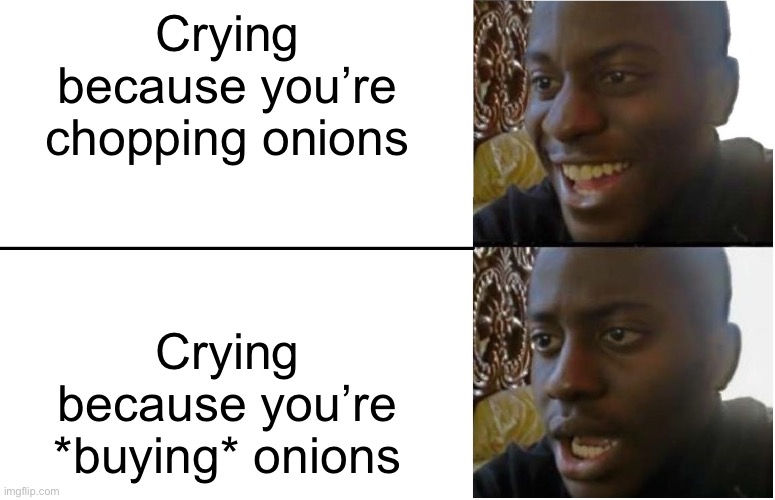 Crying
because you’re
chopping onions
Crying
because you’re
*buying* onions
imgflip.com